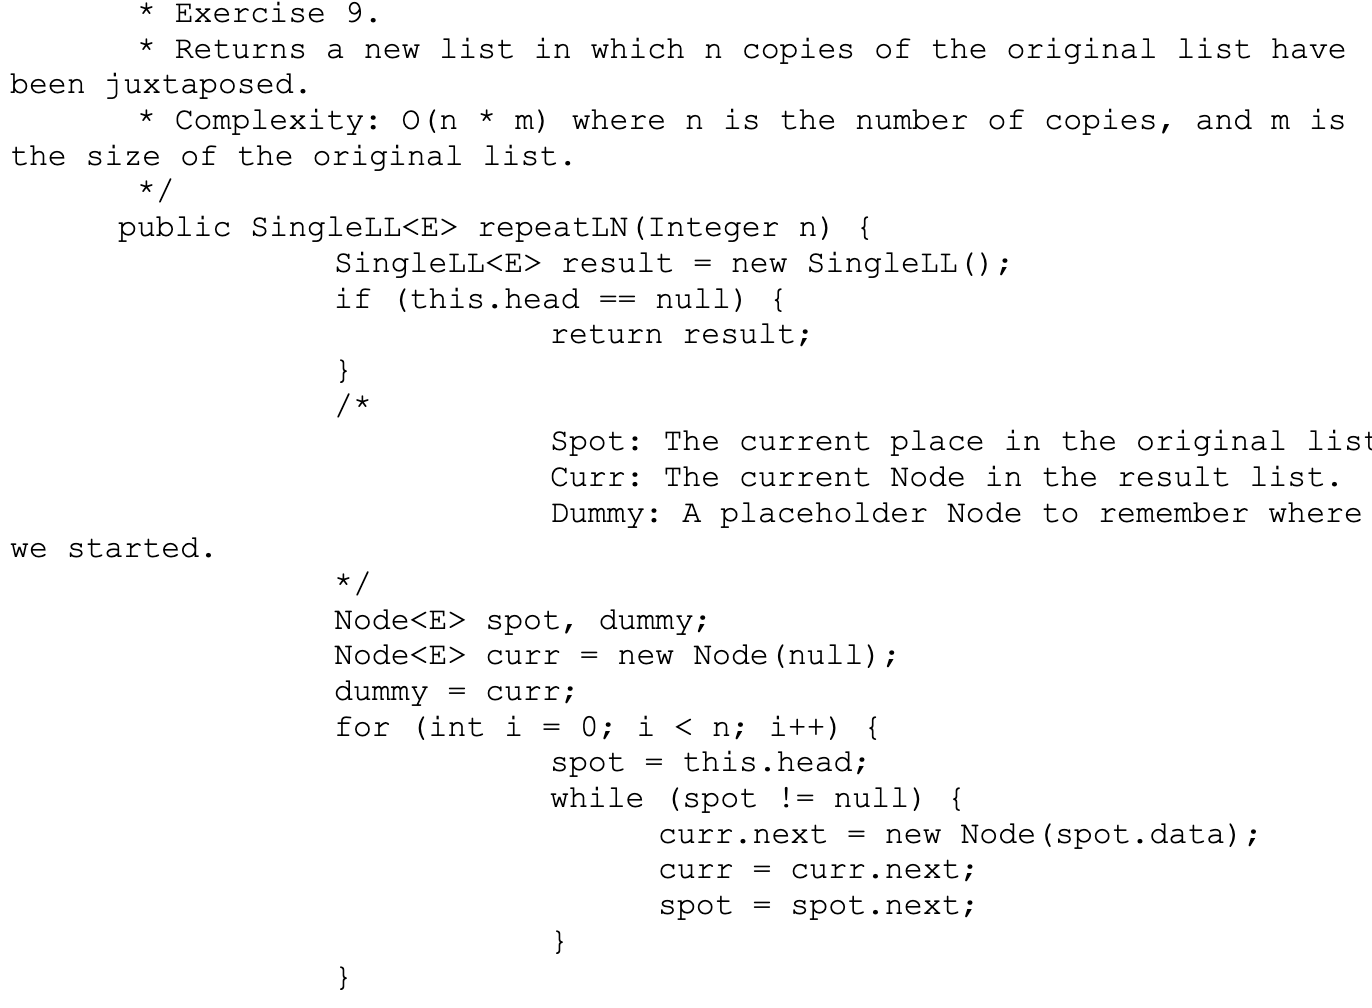 * Exercise 9.
* Returns a new list in which n copies of the original list have
been juxtaposed.
* Complexity: O(n * m) where n is the number of copies, and m is
the size of the original list.
*/
public SingleLL<E> repeatLN(Integer n) {
SingleLL<E> result = new SingleLL();
if (this.head == null) {
return result;
}
/*
Spot: The current place in the original list
Curr: The current Node in the result list.
Dummy: A placeholder Node to remember where
we started.
*/
Node<E> spot, dummy;
Node<E> curr = new Node(null);
dummy = curr;
for (int i = 0; i < n; i++) {
spot = this.head;
while (spot != null) {
curr.next = new Node(spot.data);
curr = curr.next;
spot = spot.next;
}
}